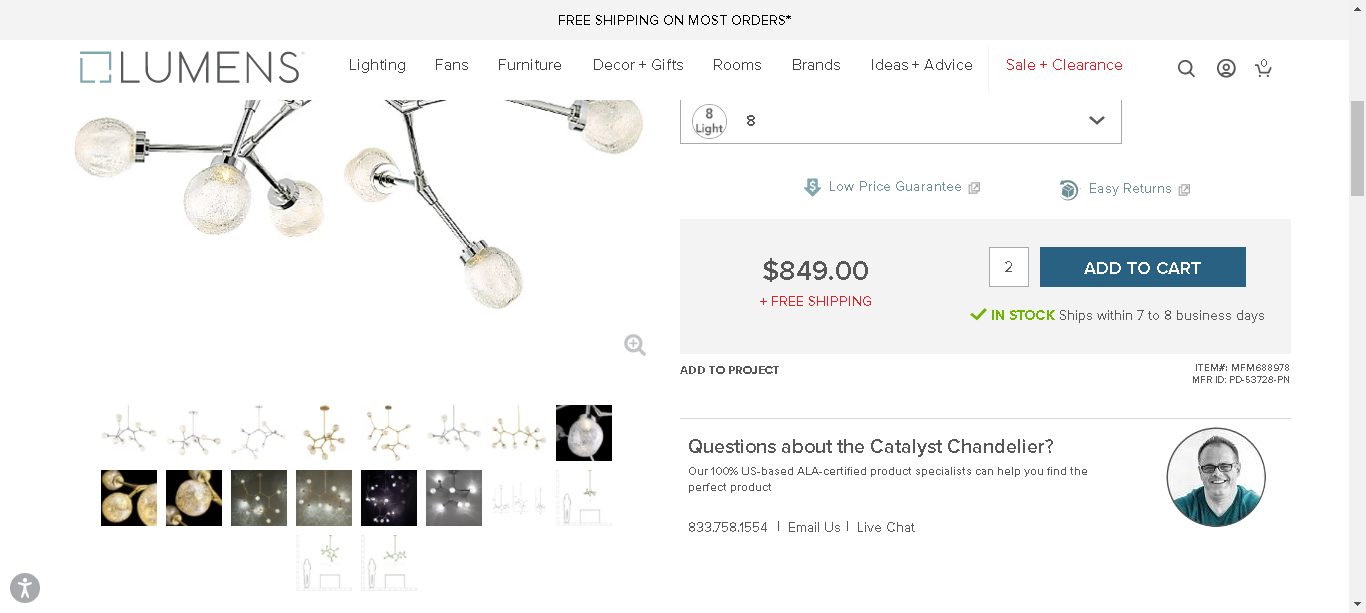 FREE SHIPPING ON MOST ORDERS*
LUMENS
Lighting
Fans
Furniture
Decor + Gifts
Rooms
Brands
Ideas + Advice
Sale + Clearance
0
8
Light
8
Low Price Guarantee
Easy Returns
$849.00
2
ADD TO CART
+ FREE SHIPPING
IN STOCK Ships within 7 to 8 business days
ADD TO PROJECT
ITEM#: MFM688978
MFR ID: PD-53728-PN
Questions about the Catalyst Chandelier?
Our 100% US-based ALA-certified product specialists can help you find the
perfect product
833.758.1554 | Email Us | Live Chat